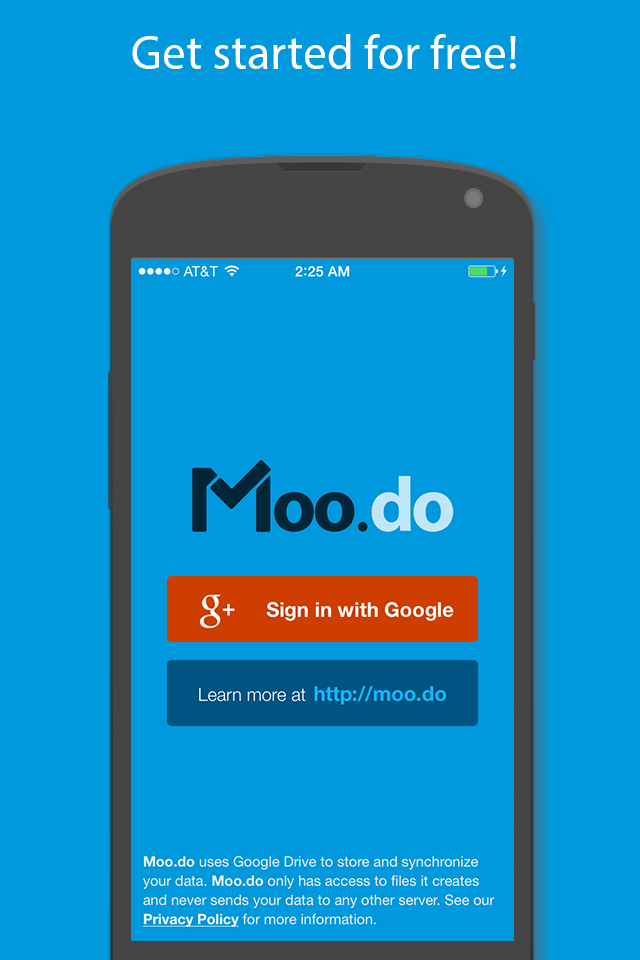 Get started for free!
AT&T 2:25 AM
Moo.do
g+ Sign in with Google
Learn more at http://moo.do
Moo.do uses Google Drive to store and synchronize
your data. Moo.do only has access to files it creates
and never sends your data to any other server. See our
Privacy Policy for more information.